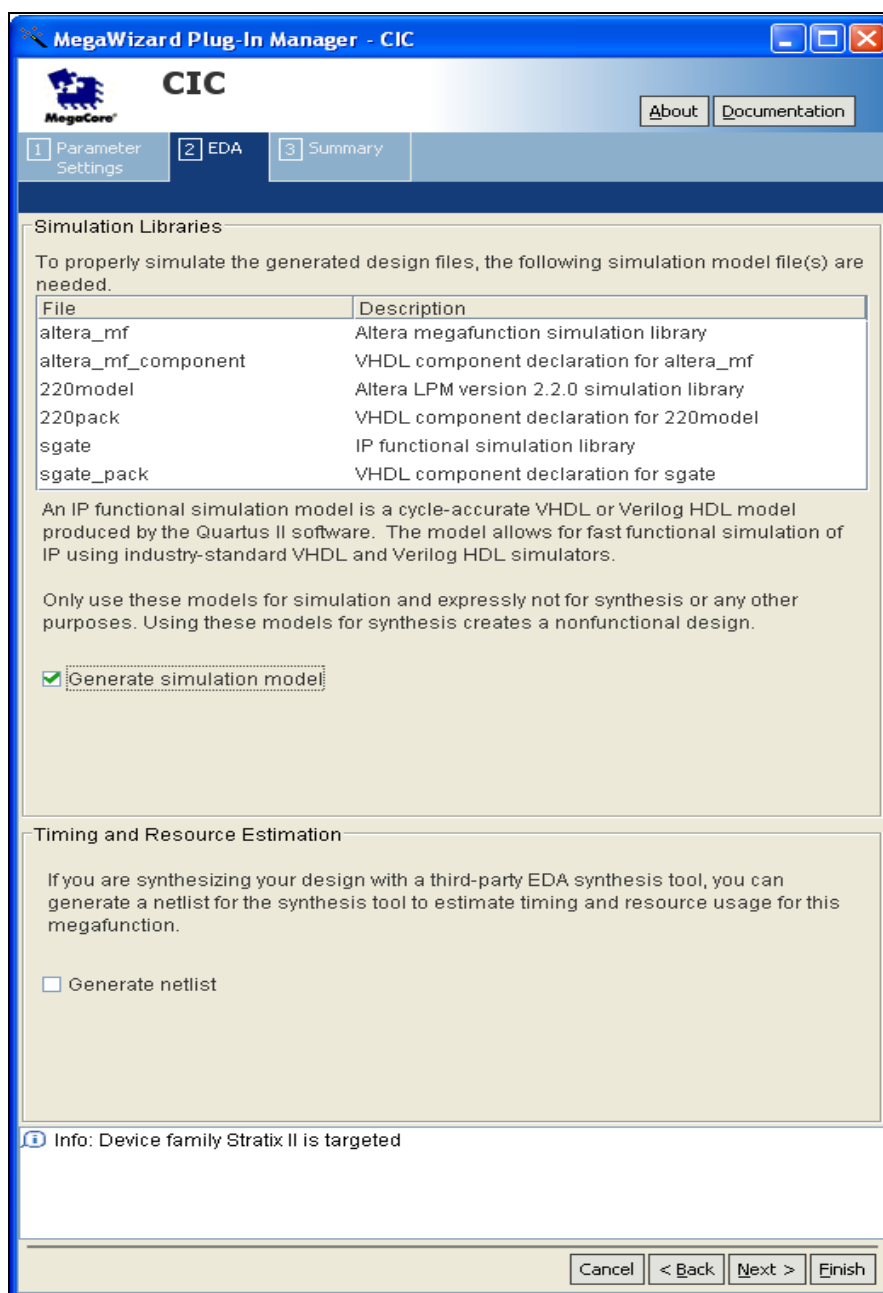 MegaWizard Plug-In Manager - CIC
MegaCore®
CIC
About
Documentation
1 Parameter
Settings
2 EDA
3 Summary
Simulation Libraries
To properly simulate the generated design files, the following simulation model file(s) are
needed.
File Description
altera_mf Altera megafunction simulation library
altera_mf_component VHDL component declaration for altera_mf
220model Altera LPM version 2.2.0 simulation library
220pack VHDL component declaration for 220model
sgate IP functional simulation library
sgate_pack VHDL component declaration for sgate
An IP functional simulation model is a cycle-accurate VHDL or Verilog HDL model
produced by the Quartus II software. The model allows for fast functional simulation of
IP using industry-standard VHDL and Verilog HDL simulators.
Only use these models for simulation and expressly not for synthesis or any other
purposes. Using these models for synthesis creates a nonfunctional design.
Generate simulation model
Timing and Resource Estimation
If you are synthesizing your design with a third-party EDA synthesis tool, you can
generate a netlist for the synthesis tool to estimate timing and resource usage for this
megafunction.
Generate netlist
Info: Device family Stratix II is targeted
Cancel
< Back
Next >
Finish